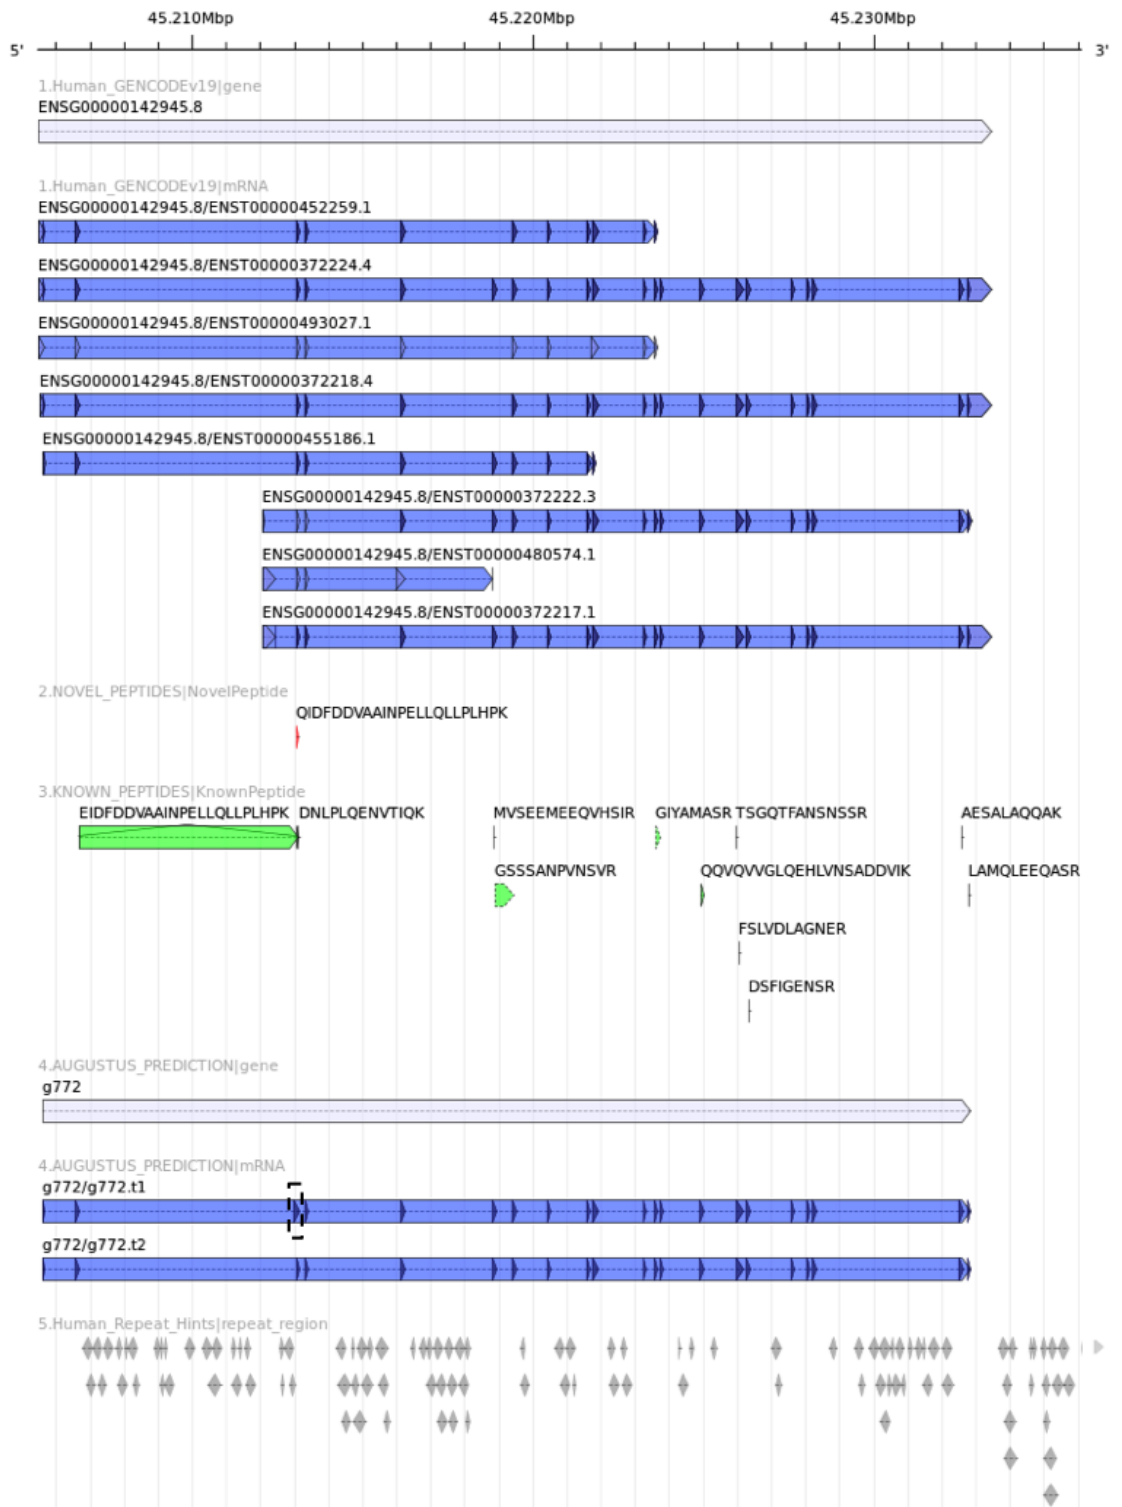 45.210Mbp 45.220Mbp 45.230Mbp
5' 3'
1.Human_GENCODEv19|gene
ENSG00000142945.8
1.Human_GENCODEv19|mRNA
ENSG00000142945.8/ENST00000452259.1
ENSG00000142945.8/ENST00000372224.4
ENSG00000142945.8/ENST00000493027.1
ENSG00000142945.8/ENST00000372218.4
ENSG00000142945.8/ENST00000455186.1
ENSG00000142945.8/ENST00000372222.3
ENSG00000142945.8/ENST00000480574.1
ENSG00000142945.8/ENST00000372217.1
2.NOVEL_PEPTIDES|NovelPeptide
QIDFDDVAAINPELLQLLPLHPK
3.KNOWN_PEPTIDES|KnownPeptide
EIDFDDVAAINPELLQLLPLHPK DNLPLQENVTIQK MVSEEMEEQVHSIR GIYAMASR TSGQTFANSNSSR AESALAQQAK
GSSSANPVNSVR QQVQVVGLQEHLVNSADDVIK LAMQLEEQASR
FSLVDLAGNER
DSFIGENSR
4.AUGUSTUS_PREDICTION|gene
g772
4.AUGUSTUS_PREDICTION|mRNA
g772/g772.t1
g772/g772.t2
5.Human_Repeat_Hints|repeat_region